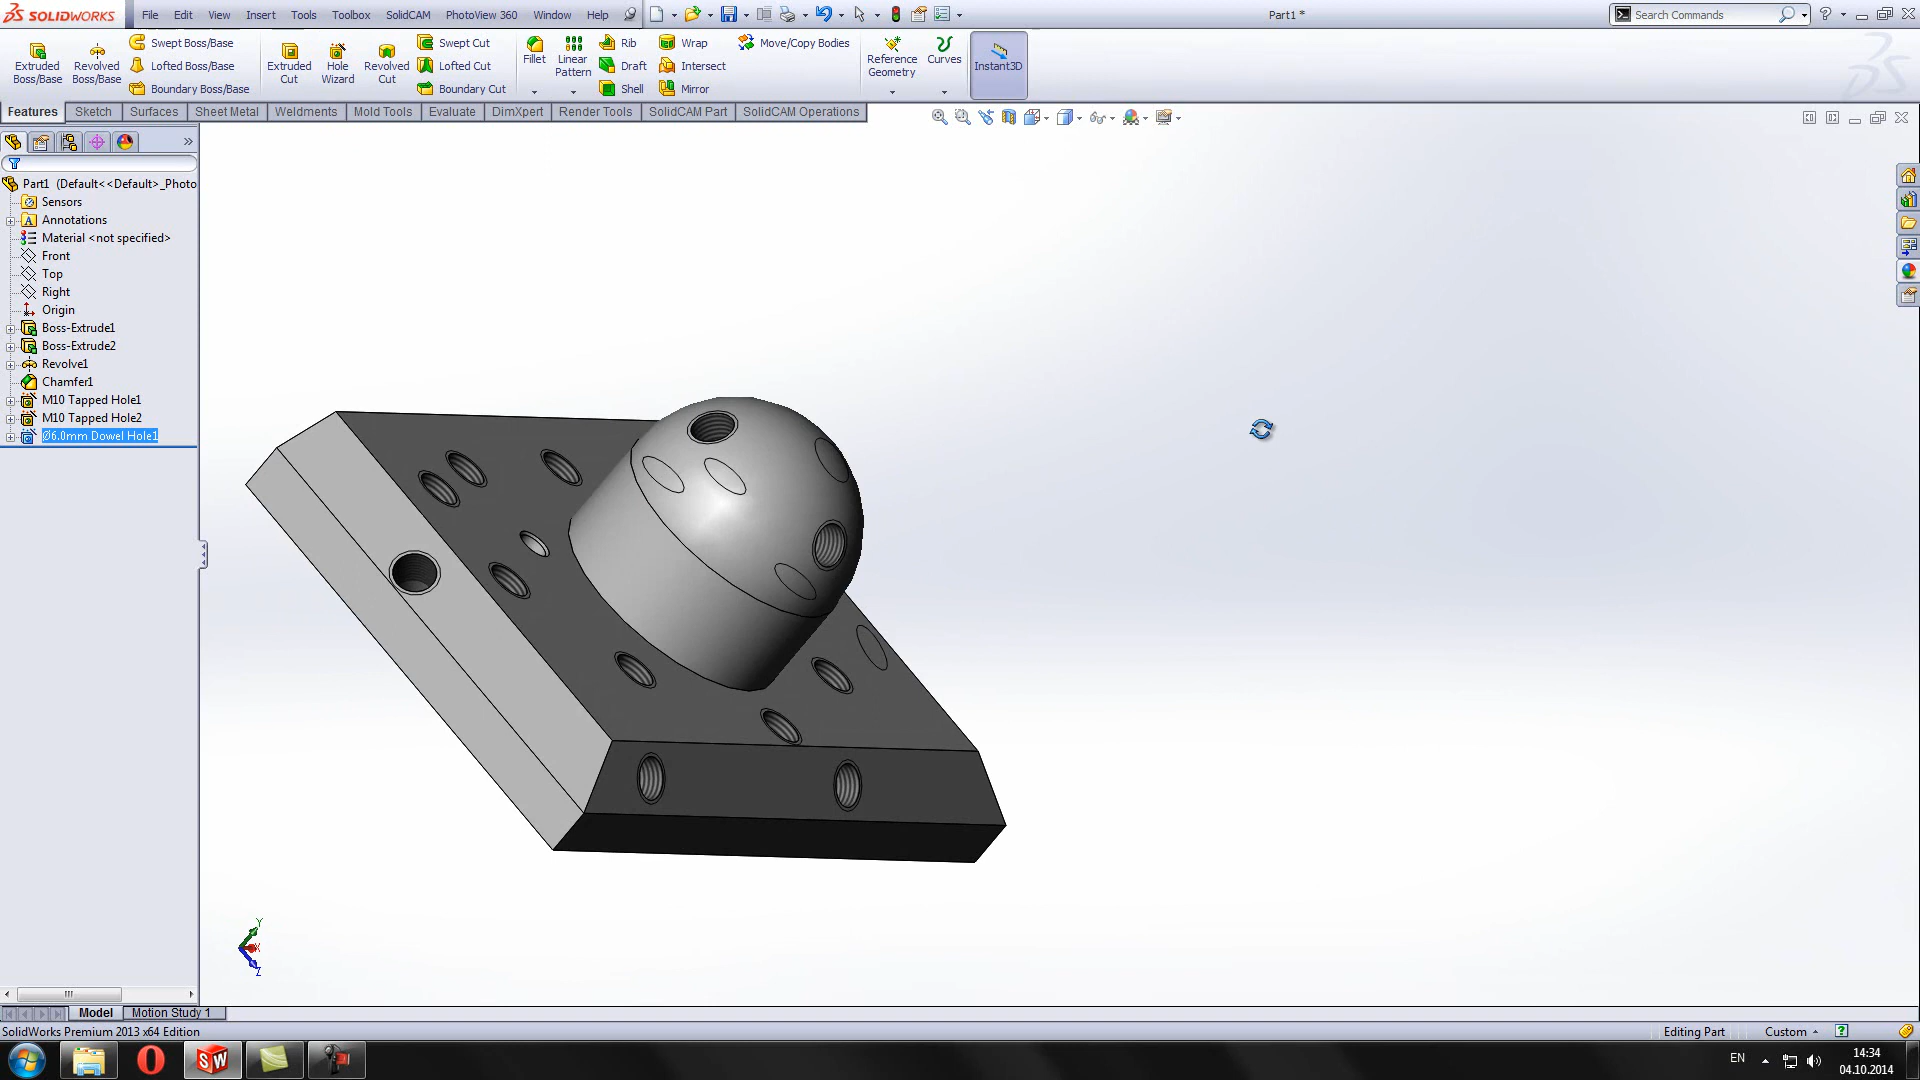 SOLIDWORKS File Edit View Insert Tools Toolbox SolidCAM PhotoView 360 Window Help Part1 * Search Commands
Extruded Boss/Base
Revolved Boss/Base
Swept Boss/Base
Lofted Boss/Base
Boundary Boss/Base
Extruded Cut
Hole Wizard
Revolved Cut
Swept Cut
Lofted Cut
Boundary Cut
Fillet
Linear Pattern
Rib
Draft
Shell
Wrap
Intersect
Mirror
Move/Copy Bodies
Reference Geometry
Curves
Instant3D
Features Sketch Surfaces Sheet Metal Weldments Mold Tools Evaluate DimXpert Render Tools SolidCAM Part SolidCAM Operations
Part1 (Default<<Default>_Photo
Sensors
Annotations
Material <not specified>
Front
Top
Right
Origin
Boss-Extrude1
Boss-Extrude2
Revolve1
Chamfer1
M10 Tapped Hole1
M10 Tapped Hole2
Ø6.0mm Dowel Hole1
Y
X
Z
Model Motion Study 1
SolidWorks Premium 2013 x64 Edition Editing Part Custom
EN 14:34
04.10.2014